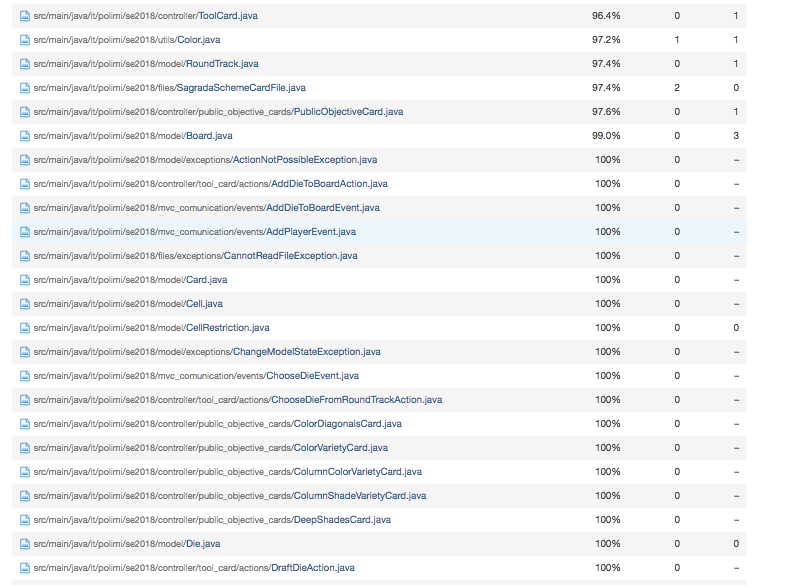 src/main/java/it/polimi/se2018/controller/ToolCard.java 96.4% 0 1
src/main/java/it/polimi/se2018/utils/Color.java 97.2% 1 1
src/main/java/it/polimi/se2018/model/RoundTrack.java 97.4% 0 1
src/main/java/it/polimi/se2018/files/SagradaSchemeCardFile.java 97.4% 2 0
src/main/java/it/polimi/se2018/controller/public_objective_cards/PublicObjectiveCard.java 97.6% 0 1
src/main/java/it/polimi/se2018/model/Board.java 99.0% 0 3
src/main/java/it/polimi/se2018/model/exceptions/ActionNotPossibleException.java 100% 0 –
src/main/java/it/polimi/se2018/controller/tool_card/actions/AddDieToBoardAction.java 100% 0 –
src/main/java/it/polimi/se2018/mvc_comunication/events/AddDieToBoardEvent.java 100% 0 –
src/main/java/it/polimi/se2018/mvc_comunication/events/AddPlayerEvent.java 100% 0 –
src/main/java/it/polimi/se2018/files/exceptions/CannotReadFileException.java 100% 0 –
src/main/java/it/polimi/se2018/model/Card.java 100% 0 –
src/main/java/it/polimi/se2018/model/Cell.java 100% 0 –
src/main/java/it/polimi/se2018/model/CellRestriction.java 100% 0 0
src/main/java/it/polimi/se2018/model/exceptions/ChangeModelStateException.java 100% 0 –
src/main/java/it/polimi/se2018/mvc_comunication/events/ChooseDieEvent.java 100% 0 –
src/main/java/it/polimi/se2018/controller/tool_card/actions/ChooseDieFromRoundTrackAction.java 100% 0 –
src/main/java/it/polimi/se2018/controller/public_objective_cards/ColorDiagonalsCard.java 100% 0 –
src/main/java/it/polimi/se2018/controller/public_objective_cards/ColorVarietyCard.java 100% 0 –
src/main/java/it/polimi/se2018/controller/public_objective_cards/ColumnColorVarietyCard.java 100% 0 –
src/main/java/it/polimi/se2018/controller/public_objective_cards/ColumnShadeVarietyCard.java 100% 0 –
src/main/java/it/polimi/se2018/controller/public_objective_cards/DeepShadesCard.java 100% 0 –
src/main/java/it/polimi/se2018/model/Die.java 100% 0 0
src/main/java/it/polimi/se2018/controller/tool_card/actions/DraftDieAction.java 100% 0 –